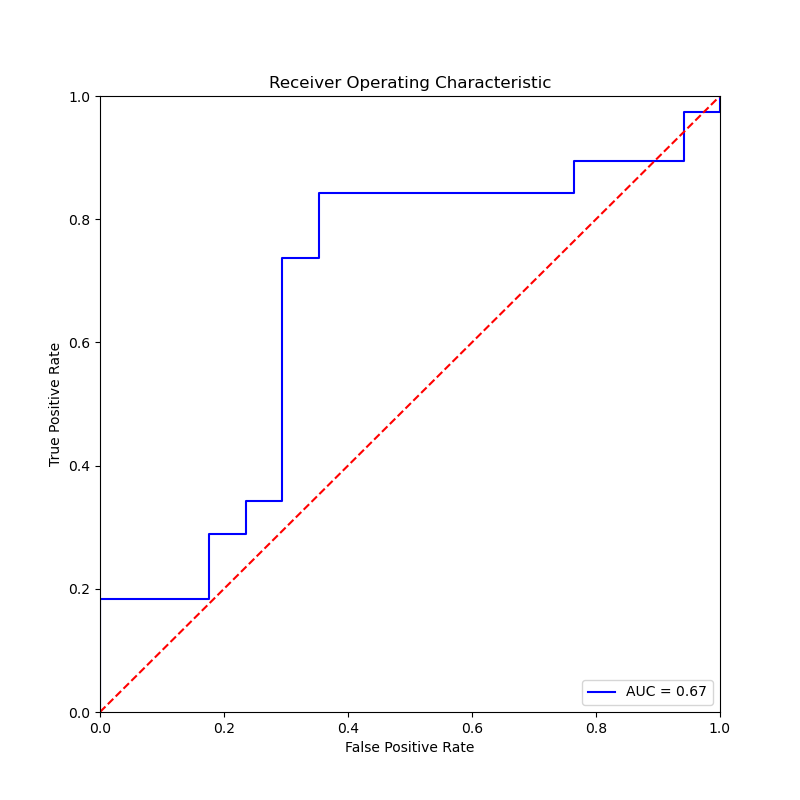 Receiver Operating Characteristic
1.0
0.8
0.6
0.4
0.2
0.0
True Positive Rate
AUC = 0.67
0.0 0.2 0.4 0.6 0.8 1.0
False Positive Rate